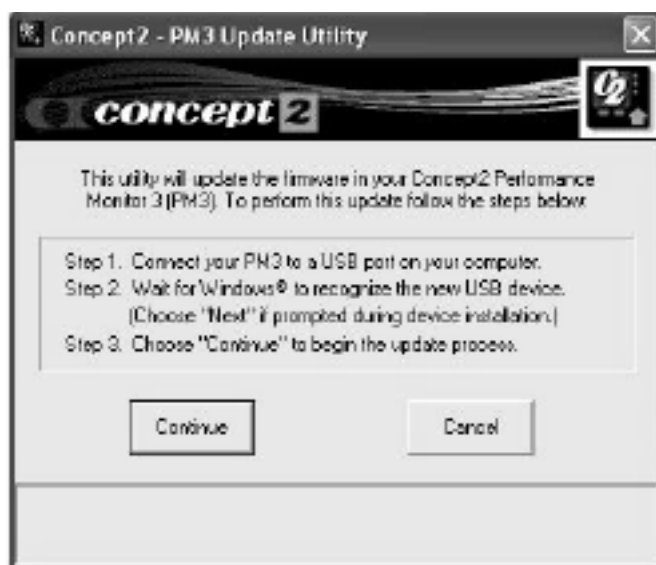 Concept2 - PM3 Update Utility
concept 2
C2
This utility will update the firmware in your Concept2 Performance
Monitor 3 (PM3). To perform this update follow the steps below:
Step 1. Connect your PM3 to a USB port on your computer.
Step 2. Wait for Windows® to recognize the new USB device.
(Choose "Next" if prompted during device installation.)
Step 3. Choose "Continue" to begin the update process.
Continue
Cancel